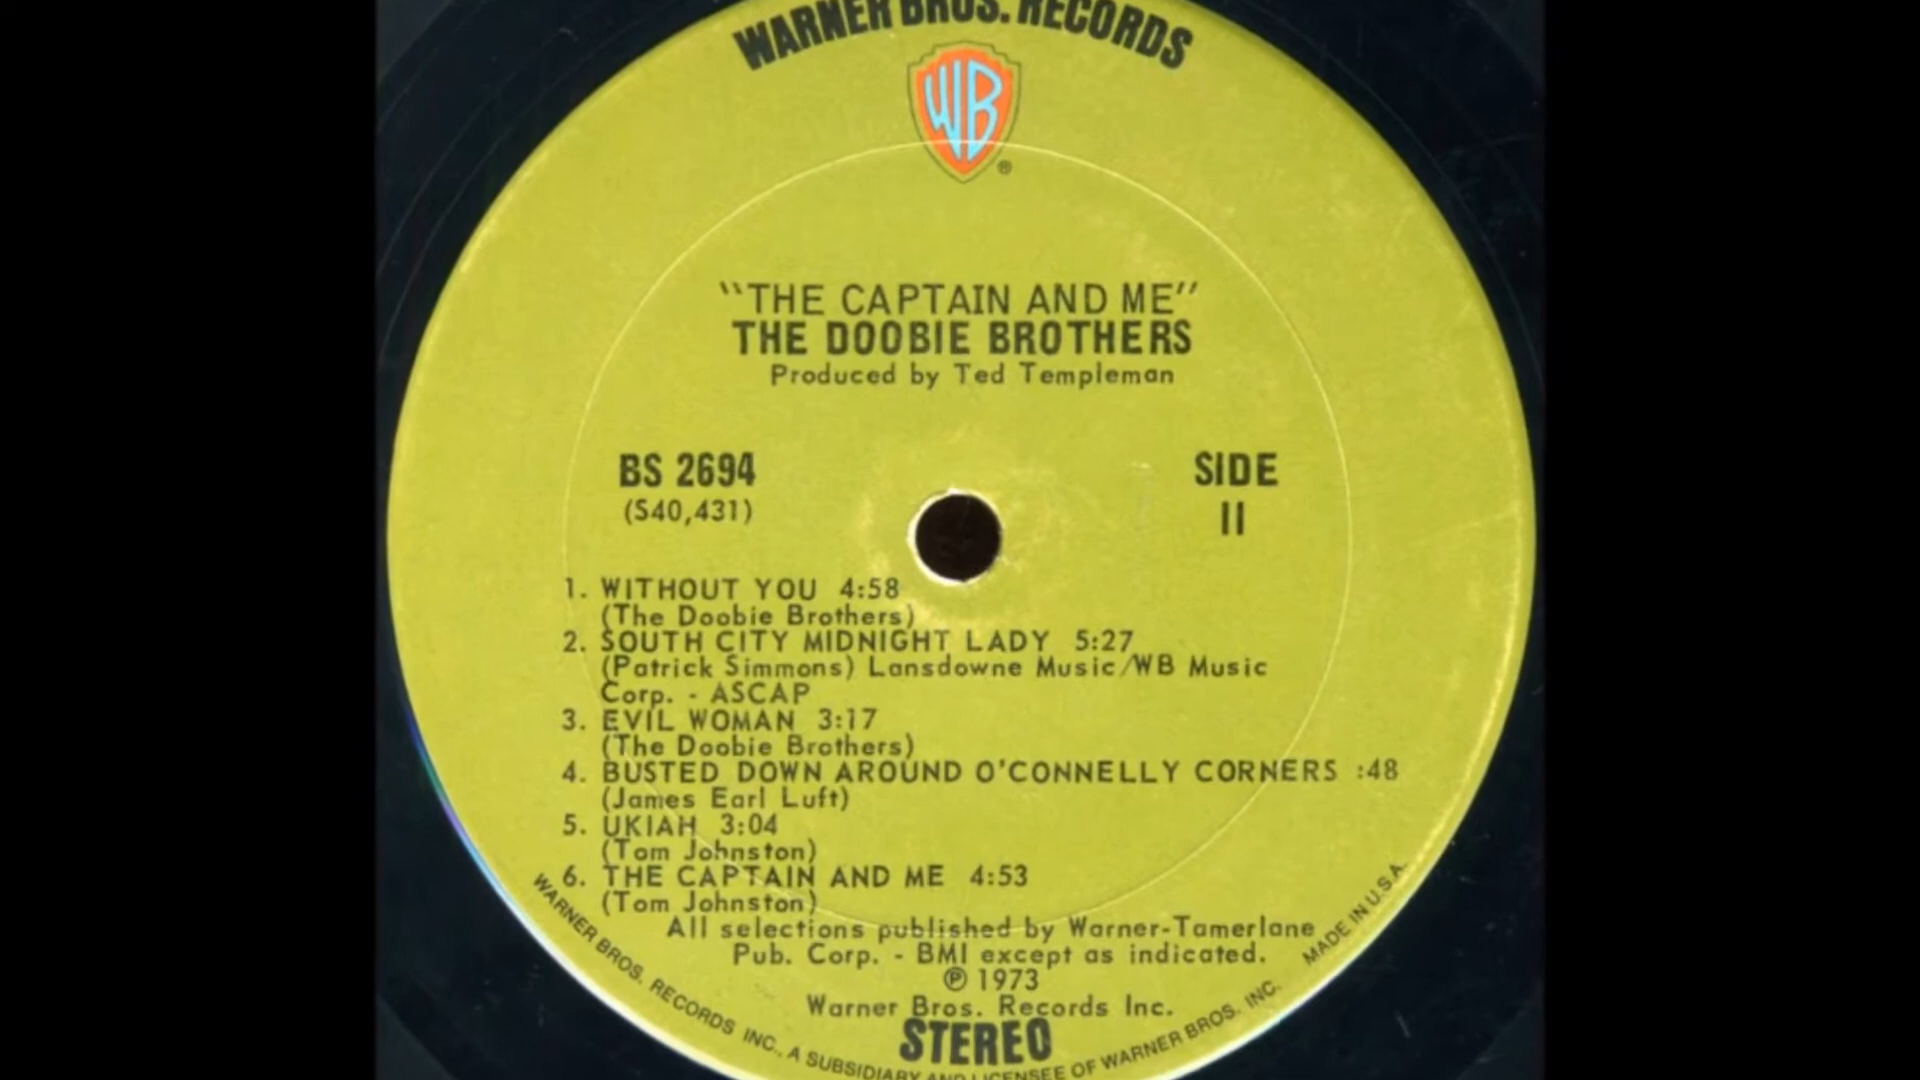 WARNER BROS. RECORDS
WB
®
"THE CAPTAIN AND ME"
THE DOOBIE BROTHERS
Produced by Ted Templeman
BS 2694
(S40,431)
SIDE
II
1. WITHOUT YOU 4:58
(The Doobie Brothers)
2. SOUTH CITY MIDNIGHT LADY 5:27
(Patrick Simmons) Lansdowne Music/WB Music
Corp. - ASCAP
3. EVIL WOMAN 3:17
(The Doobie Brothers)
4. BUSTED DOWN AROUND O'CONNELLY CORNERS :48
(James Earl Luft)
5. UKIAH 3:04
(Tom Johnston)
6. THE CAPTAIN AND ME 4:53
(Tom Johnston)
All selections published by Warner-Tamerlane
Pub. Corp. - BMI except as indicated.
℗ 1973
Warner Bros. Records Inc.
STEREO
WARNER BROS. RECORDS INC., A SUBSIDIARY AND LICENSEE OF WARNER BROS. INC. MADE IN U.S.A.